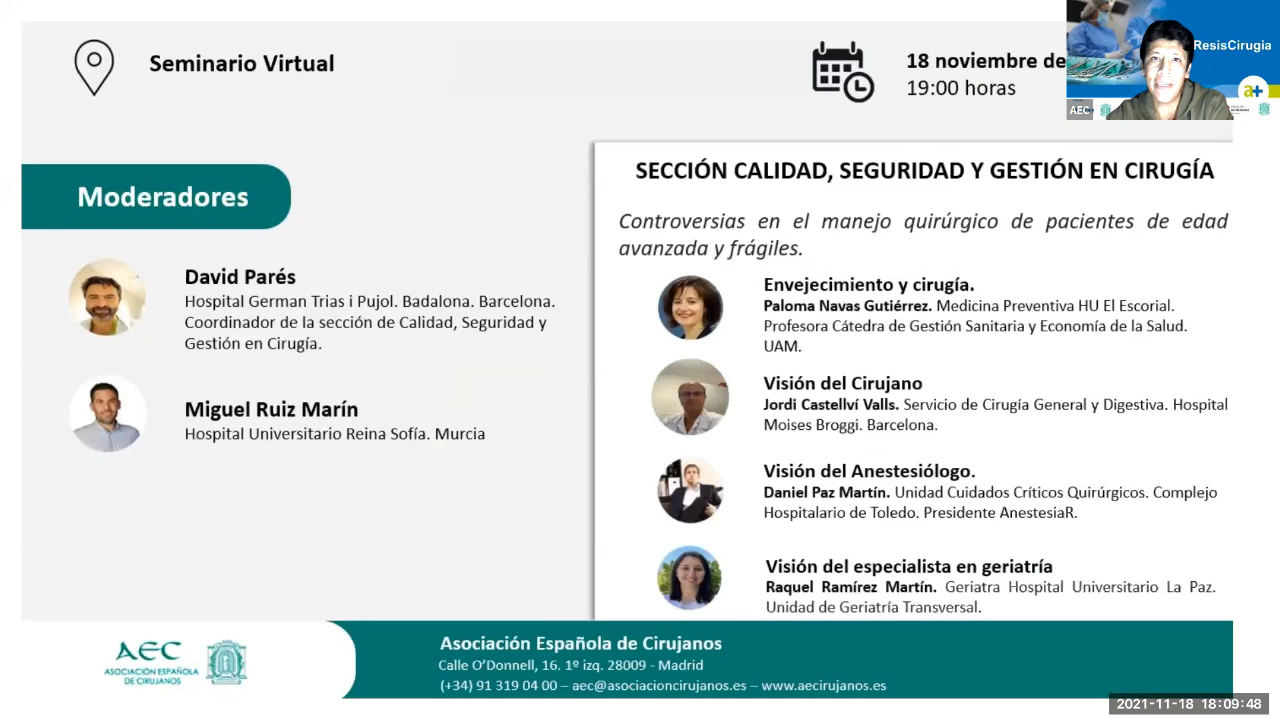 Seminario Virtual
18 noviembre de
19:00 horas
ResisCirugia
a+
AEC
Moderadores
David Parés
Hospital German Trias i Pujol. Badalona. Barcelona.
Coordinador de la sección de Calidad, Seguridad y
Gestión en Cirugía.
Miguel Ruiz Marín
Hospital Universitario Reina Sofía. Murcia
SECCIÓN CALIDAD, SEGURIDAD Y GESTIÓN EN CIRUGÍA
Controversias en el manejo quirúrgico de pacientes de edad
avanzada y frágiles.
Envejecimiento y cirugía.
Paloma Navas Gutiérrez. Medicina Preventiva HU El Escorial.
Profesora Cátedra de Gestión Sanitaria y Economía de la Salud.
UAM.
Visión del Cirujano
Jordi Castellví Valls. Servicio de Cirugía General y Digestiva. Hospital
Moises Broggi. Barcelona.
Visión del Anestesiólogo.
Daniel Paz Martín. Unidad Cuidados Críticos Quirúrgicos. Complejo
Hospitalario de Toledo. Presidente AnestesiaR.
Visión del especialista en geriatría
Raquel Ramírez Martín. Geriatra Hospital Universitario La Paz.
Unidad de Geriatría Transversal.
AEC
ASOCIACIÓN ESPAÑOLA
DE CIRUJANOS
Asociación Española de Cirujanos
Calle O'Donnell, 16. 1º izq. 28009 - Madrid
(+34) 91 319 04 00 – aec@asociacioncirujanos.es – www.aecirujanos.es
2021-11-18 18:09:48